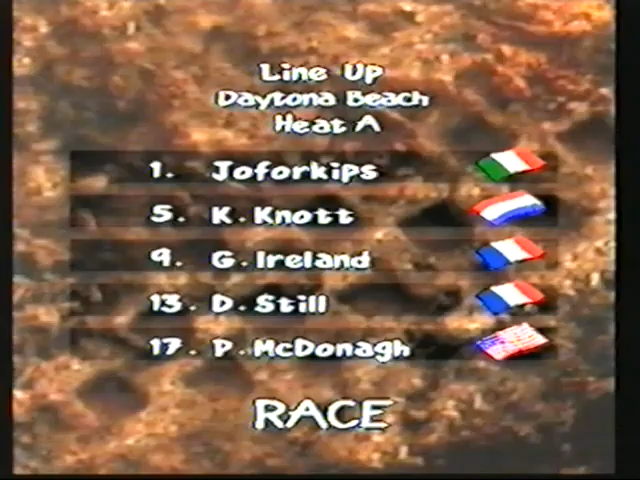 Line Up
Daytona Beach
Heat A
1. Joforkips
5. K. Knott
9. G. Ireland
13. D. Still
17. P. McDonagh
RACE